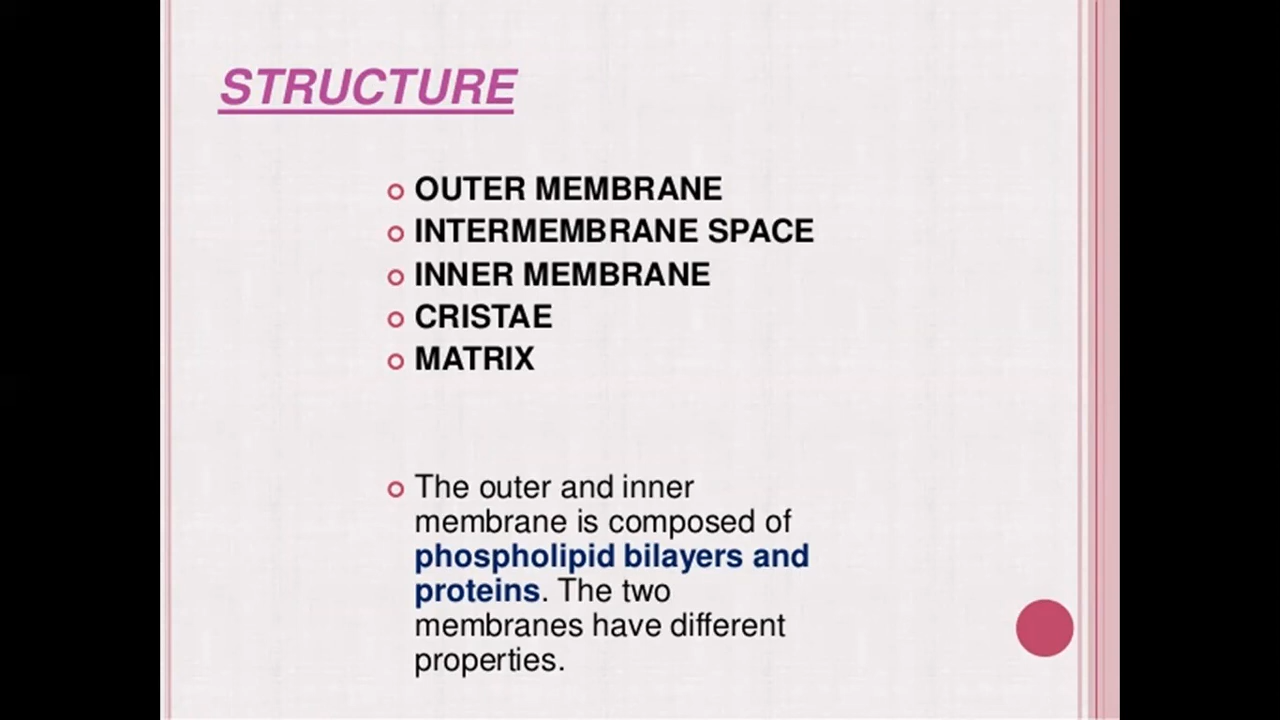 STRUCTURE
OUTER MEMBRANE
INTERMEMBRANE SPACE
INNER MEMBRANE
CRISTAE
MATRIX
The outer and inner
membrane is composed of
phospholipid bilayers and
proteins. The two
membranes have different
properties.